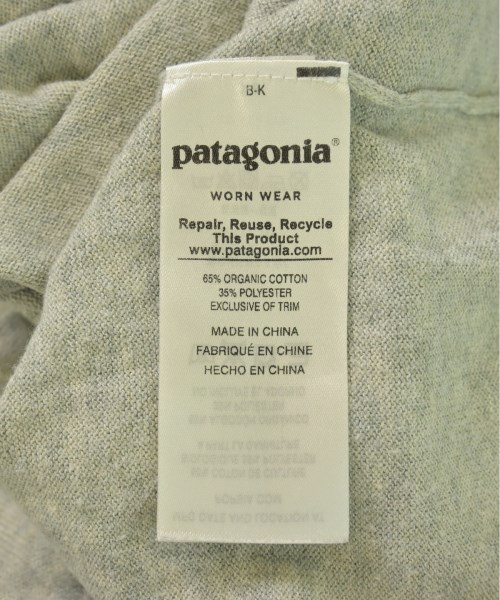 B-K
patagonia®
WORN WEAR
Repair, Reuse, Recycle
This Product
www.patagonia.com
65% ORGANIC COTTON
35% POLYESTER
EXCLUSIVE OF TRIM
MADE IN CHINA
FABRIQUÉ EN CHINE
HECHO EN CHINA